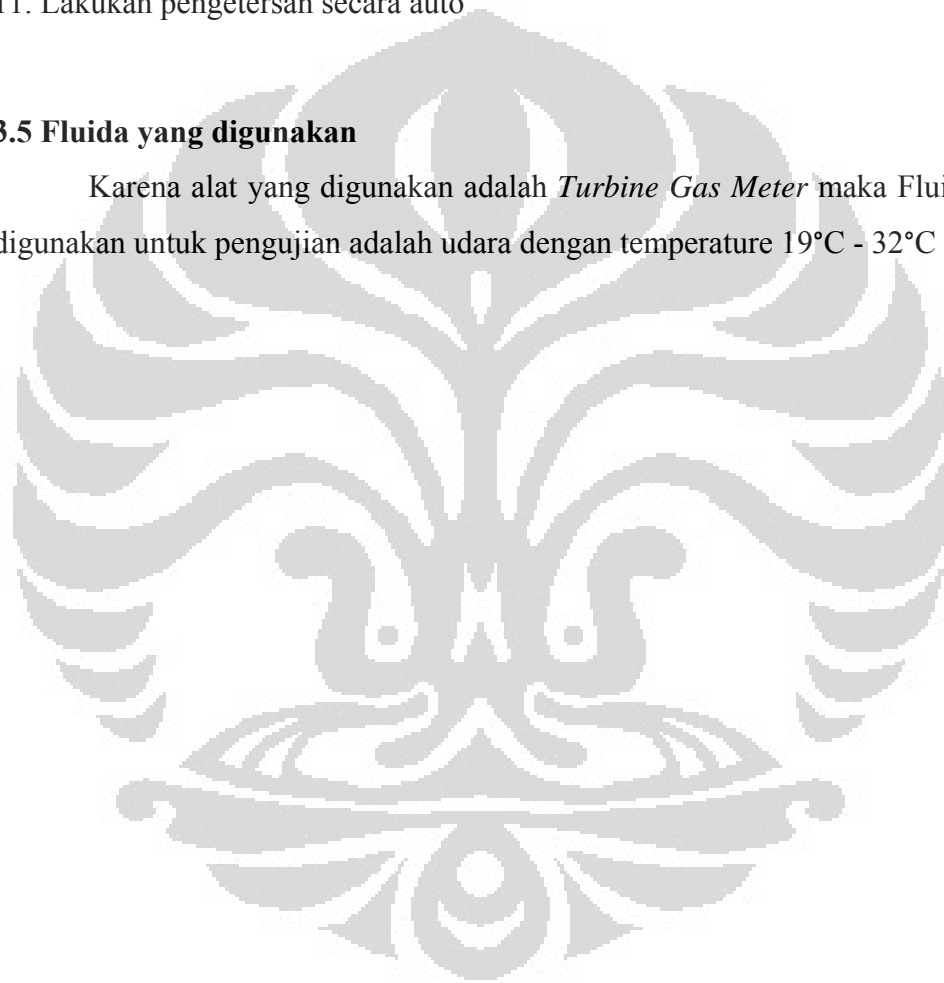 11. Lakukan pengetersan secara auto
3.5 Fluida yang digunakan
Karena alat yang digunakan adalah Turbine Gas Meter maka Flui
digunakan untuk pengujian adalah udara dengan temperature 19°C - 32°C